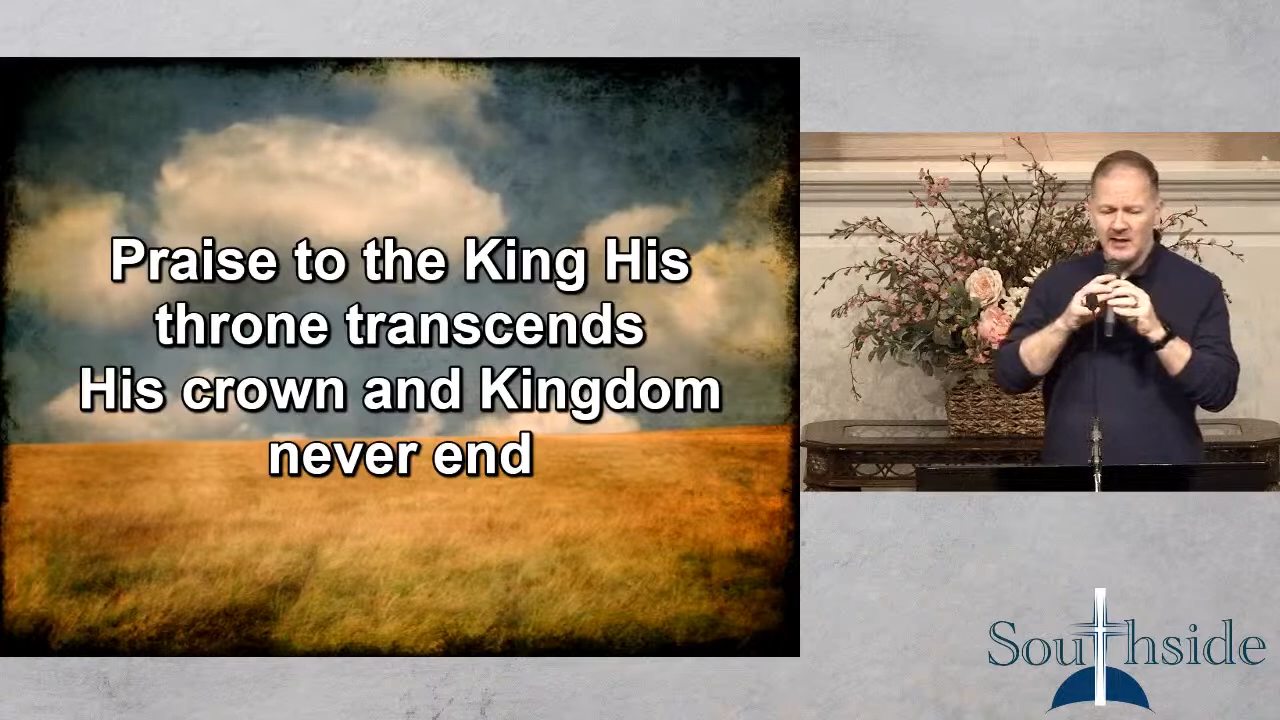 Praise to the King His
throne transcends
His crown and Kingdom
never end
Southside